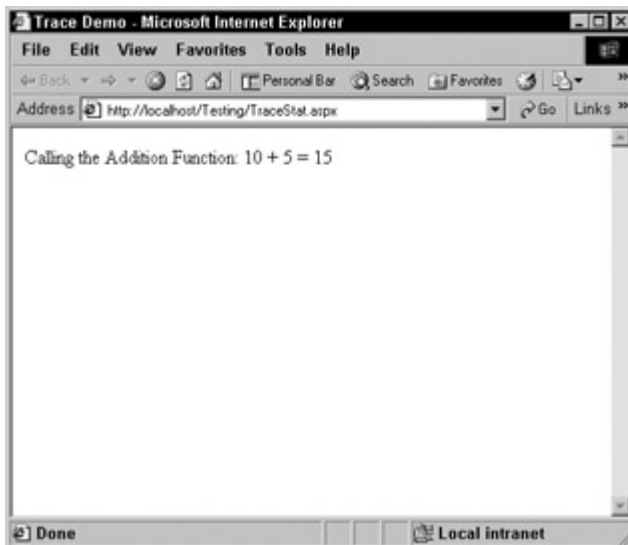 Trace Demo - Microsoft Internet Explorer
File Edit View Favorites Tools Help
Back Personal Bar Search Favorites
Address http://localhost/Testing/TraceStat.aspx Go Links
Calling the Addition Function: 10 + 5 = 15
Done Local intranet